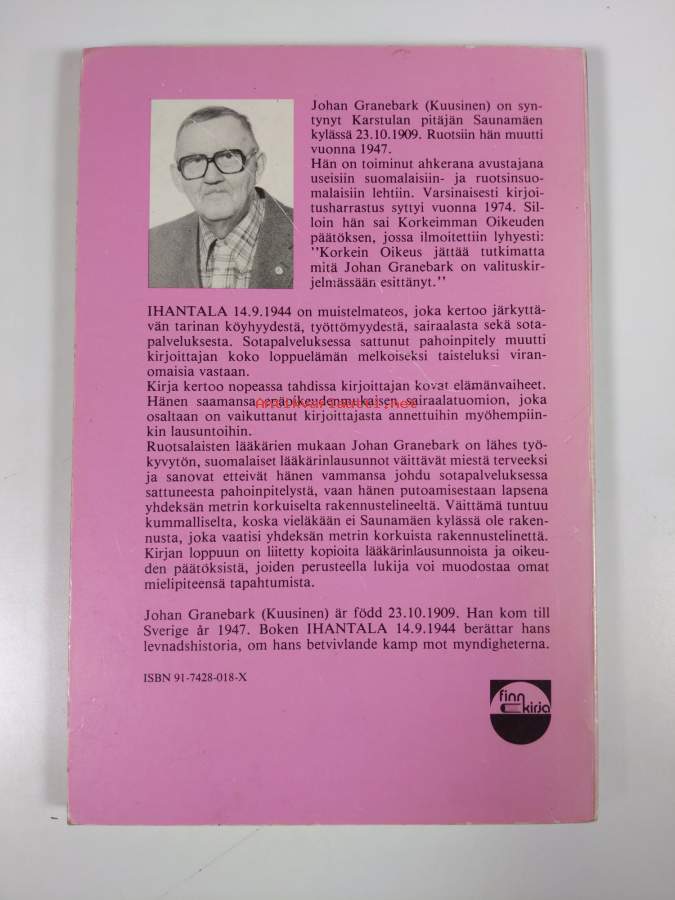 Johan Granebark (Kuusinen) on syn-
tynyt Karstulan pitäjän Saunamäen
kylässä 23.10.1909. Ruotsiin hän muutti
vuonna 1947.
Hän on toiminut ahkerana avustajana
useisiin suomalaisiin- ja ruotsinsuo-
malaisiin lehtiin. Varsinaisesti kirjoi-
tusharrastus syttyi vuonna 1974. Sil-
loin hän sai Korkeimman Oikeuden
päätöksen, jossa ilmoitettiin lyhyesti:
''Korkein Oikeus jättää tutkimatta
mitä Johan Granebark on valituskir-
jelmässään esittänyt.''
IHANTALA 14.9.1944 on muistelmateos, joka kertoo järkyttä-
vän tarinan köyhyydestä, työttömyydestä, sairaalasta sekä sota-
palveluksesta. Sotapalveluksessa sattunut pahoinpitely muutti
kirjoittajan koko loppuelämän melkoiseksi taisteluksi viran-
omaisia vastaan.
Kirja kertoo nopeassa tahdissa kirjoittajan kovat elämänvaiheet.
Hänen saamansa epäoikeudenmukaisen sairaalatuomion, joka
Antikvariaatti.net
osaltaan on vaikuttanut kirjoittajasta annettuihin myöhempiin-
kin lausuntoihin.
Ruotsalaisten lääkärien mukaan Johan Granebark on lähes työ-
kyvytön, suomalaiset lääkärinlausunnot väittävät miestä terveeksi
ja sanovat etteivät hänen vammansa johdu sotapalveluksessa
sattuneesta pahoinpitelystä, vaan hänen putoamisestaan lapsena
yhdeksän metrin korkuiselta rakennustelineeltä. Väittämä tuntuu
kummalliselta, koska vieläkään ei Saunamäen kylässä ole raken-
nusta, joka vaatisi yhdeksän metrin korkuista rakennustelinettä.
Kirjan loppuun on liitetty kopioita lääkärinlausunnoista ja oikeu-
den päätöksistä, joiden perusteella lukija voi muodostaa omat
mielipiteensä tapahtumista.
Johan Granebark (Kuusinen) är född 23.10.1909. Han kom till
Sverige år 1947. Boken IHANTALA 14.9.1944 berättar hans
levnadshistoria, om hans betvivlande kamp mot myndigheterna.
ISBN 91-7428-018-X
finn
kirja